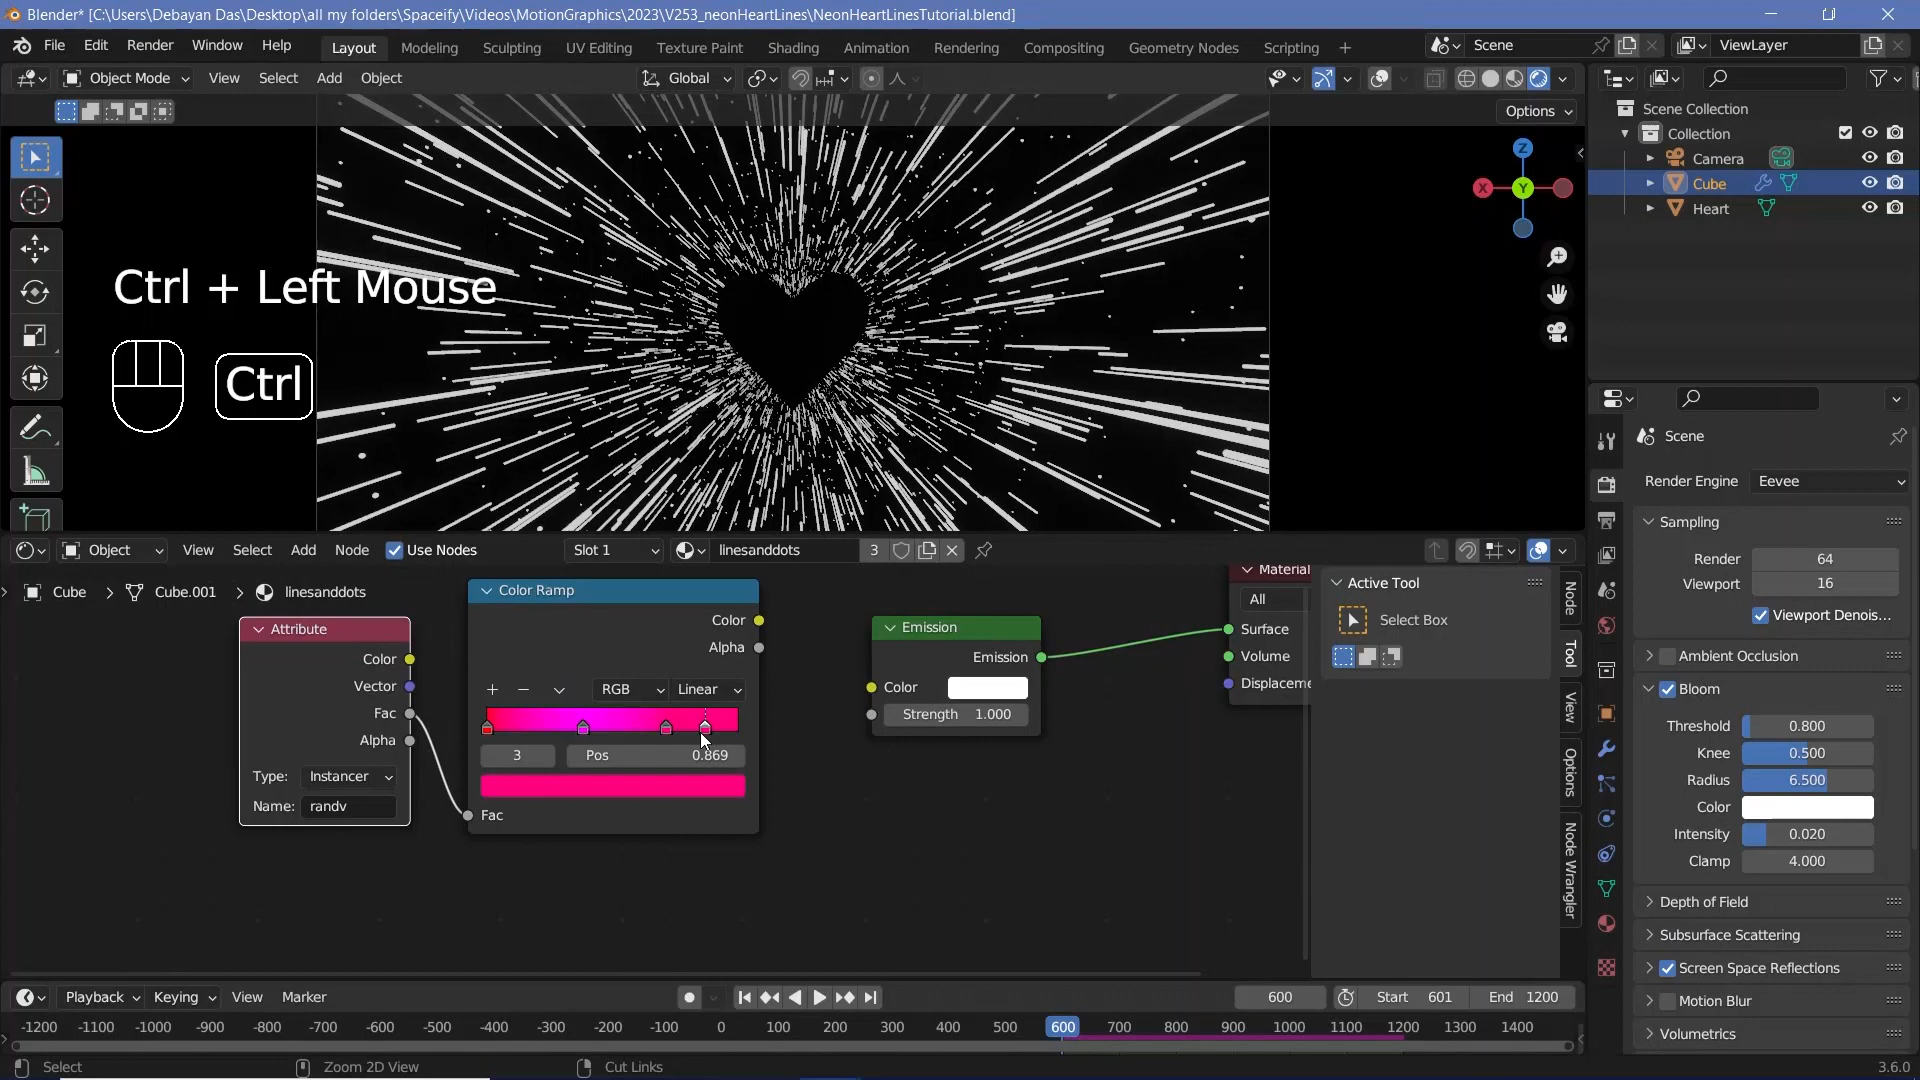 Blender* [C:\Users\Debayan Das\Desktop\all my folders\Spaceify\Videos\MotionGraphics\2023\V253_neonHeartLines\NeonHeartLinesTutorial.blend]
File Edit Render Window Help Layout Modeling Sculpting UV Editing Texture Paint Shading Animation Rendering Compositing Geometry Nodes Scripting + Scene ViewLayer
Object Mode View Select Add Object Global
Options
Scene Collection
Collection
Camera
Cube
Heart
Z
X Y
Ctrl + Left Mouse
Ctrl
Scene
Render Engine Eevee
Sampling
Render 64
Viewport 16
Viewport Denois...
Ambient Occlusion
Bloom
Threshold 0.800
Knee 0.500
Radius 6.500
Color
Intensity 0.020
Clamp 4.000
Depth of Field
Subsurface Scattering
Screen Space Reflections
Motion Blur
Volumetrics
Object View Select Add Node Use Nodes Slot 1 linesanddots 3
Cube Cube.001 linesanddots
Attribute
Color
Vector
Fac
Alpha
Type: Instancer
Name: randv
Color Ramp
Color
Alpha
+ − RGB Linear
3 Pos 0.869
Fac
Emission
Emission
Color
Strength 1.000
Material
All
Surface
Volume
Displaceme
Active Tool
Select Box
Node
Tool
View
Options
Node Wrangler
Playback Keying View Marker 600 Start 601 End 1200
-1200 -1100 -1000 -900 -800 -700 -600 -500 -400 -300 -200 -100 0 100 200 300 400 500 600 700 800 900 1000 1100 1200 1300 1400
Select Zoom 2D View Cut Links 3.6.0